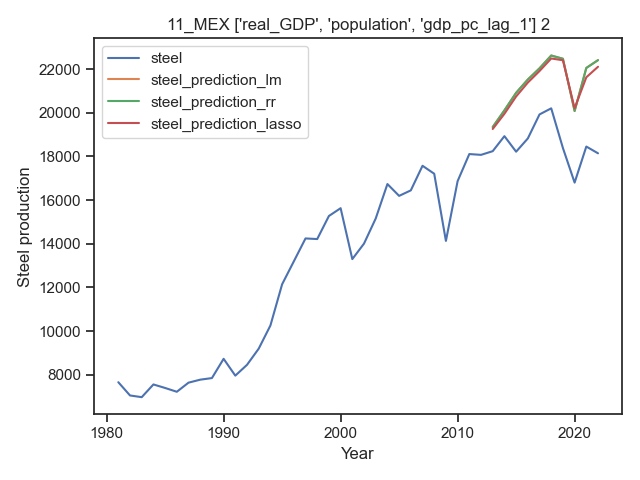 11_MEX ['real_GDP', 'population', 'gdp_pc_lag_1'] 2
steel
steel_prediction_lm
steel_prediction_rr
steel_prediction_lasso
Steel production
22000
20000
18000
16000
14000
12000
10000
8000
1980
1990
2000
2010
2020
Year